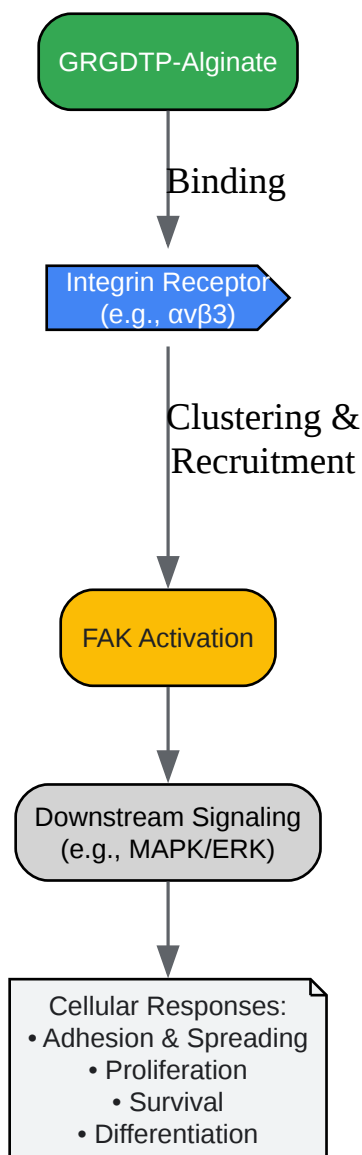 GRGDTP-Alginate
Binding
Integrin Receptor
(e.g., αvβ3)
Clustering &
Recruitment
FAK Activation
Downstream Signaling
(e.g., MAPK/ERK)
Cellular Responses:
• Adhesion & Spreading
• Proliferation
• Survival
• Differentiation